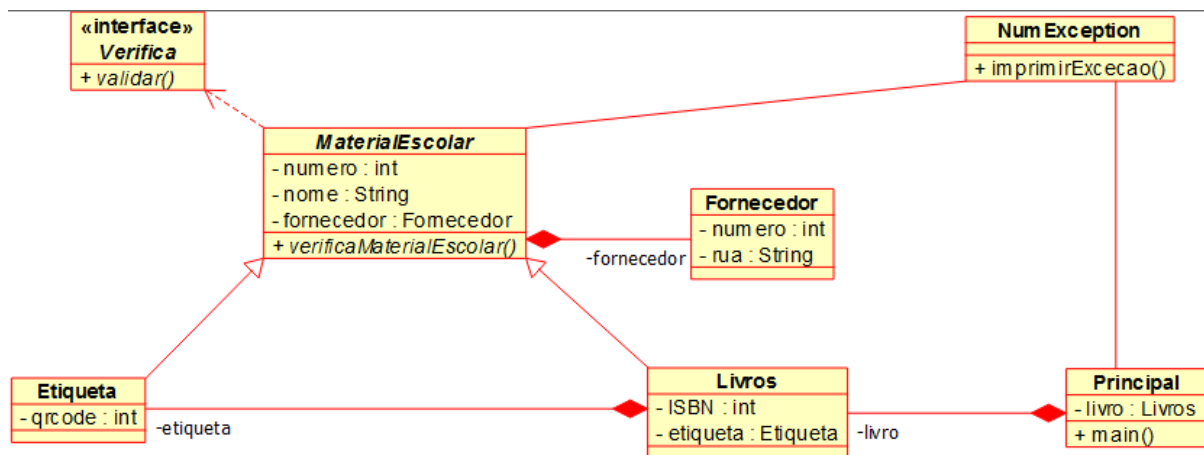 «interface»
Verifica
+ validar()
NumException
+ imprimirExcecao()
MaterialEscolar
- numero : int
- nome : String
- fornecedor : Fornecedor
+ verificaMaterialEscolar()
Fornecedor
- numero : int
- rua : String
-fornecedor
Etiqueta
- qrcode : int
-etiqueta
Livros
- ISBN : int
- etiqueta : Etiqueta
-livro
Principal
- livro : Livros
+ main()